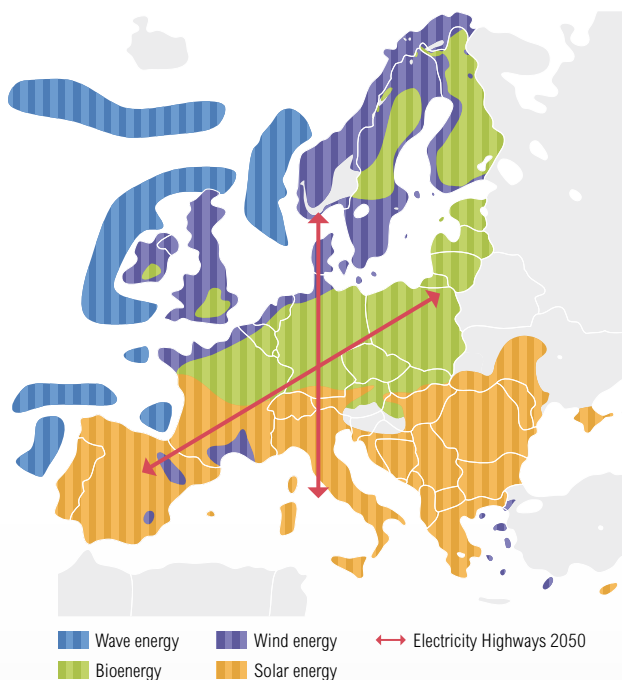 Wave energy
Wind energy
Electricity Highways 2050
Bioenergy
Solar energy